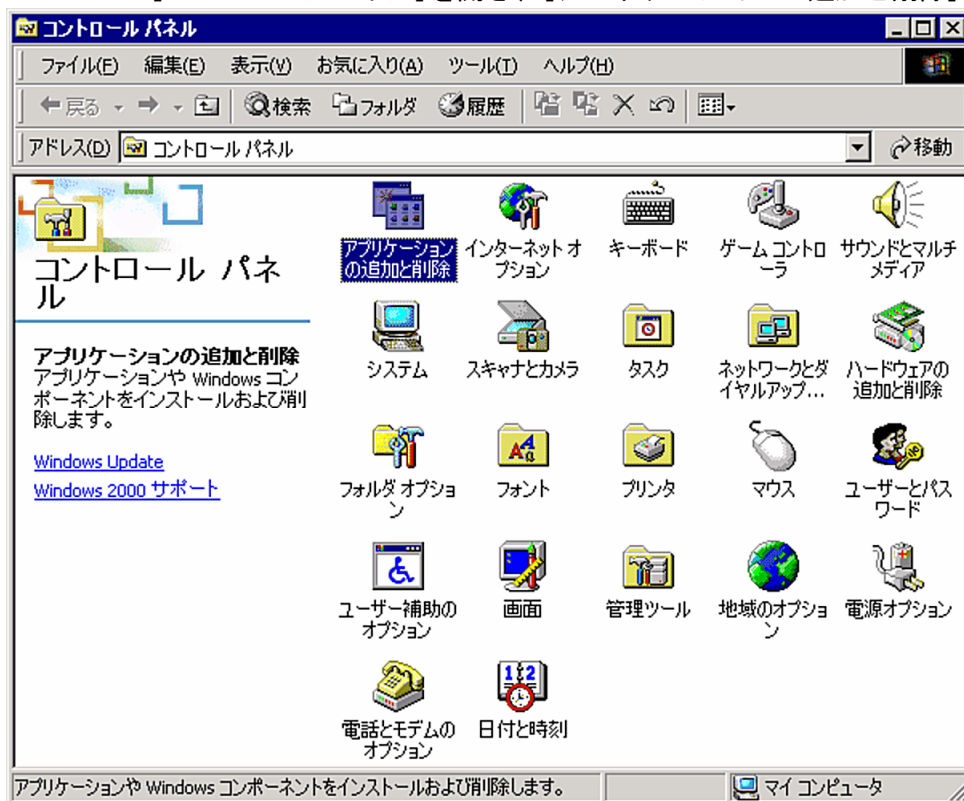 コントロール パネル
ファイル(F) 編集(E) 表示(V) お気に入り(A) ツール(T) ヘルプ(H)
戻る 検索 フォルダ 履歴
アドレス(D) コントロール パネル 移動
コントロール パネ
ル
アプリケーションの追加と削除
アプリケーションや Windows コン
ポーネントをインストールおよび削
除します。
Windows Update
Windows 2000 サポート
アプリケーション
の追加と削除
インターネット オ
プション
キーボード
ゲーム コントロ
ーラ
サウンドとマルチ
メディア
システム
スキャナとカメラ
タスク
ネットワークとダ
イヤルアップ...
ハードウェアの
追加と削除
フォルダ オプショ
ン
フォント
プリンタ
マウス
ユーザーとパス
ワード
ユーザー補助の
オプション
画面
管理ツール
地域のオプショ
ン
電源オプション
電話とモデムの
オプション
日付と時刻
アプリケーションや Windows コンポーネントをインストールおよび削除します。
マイ コンピュータ